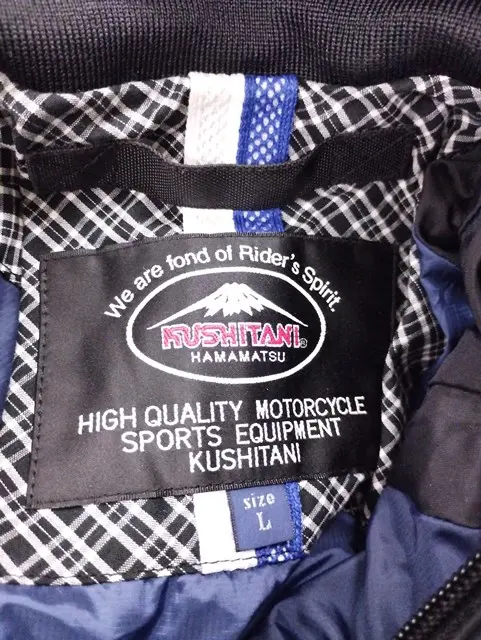 We are fond of Rider's Spirit.
KUSHITANI®
HAMAMATSU
HIGH QUALITY MOTORCYCLE
SPORTS EQUIPMENT
KUSHITANI
size
L